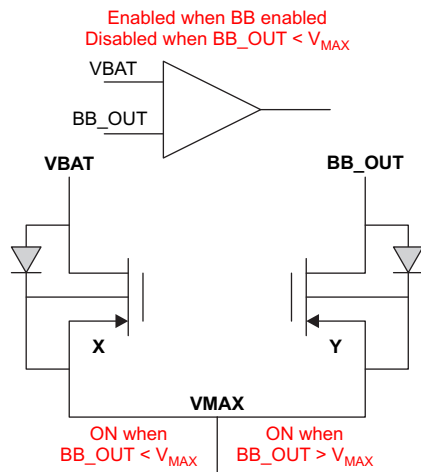 Enabled when BB enabled
Disabled when BB_OUT < VMAX
VBAT
BB_OUT
VBAT
BB_OUT
X
Y
VMAX
ON when
BB_OUT < VMAX
ON when
BB_OUT > VMAX